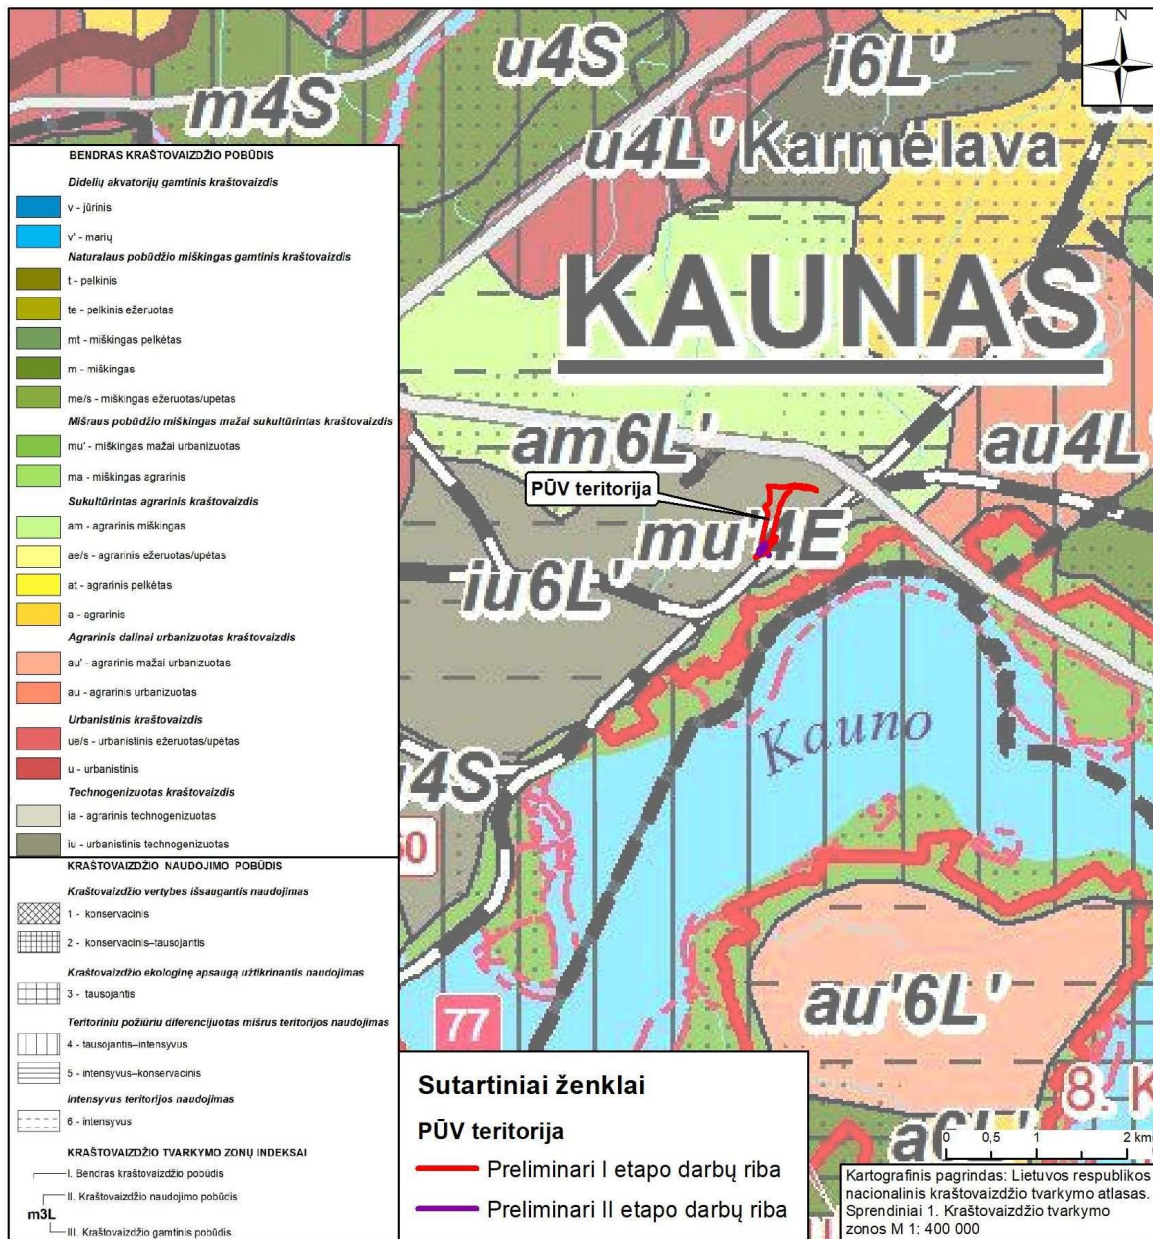 N
m4S
u4S
i6L'
u4L'
Karmėlava
KAUNAS
am6L'
au4L'
PŪV teritorija
mu'4E
iu6L'
Kauno
4S
60
77
au'6L'
8. K
a6L'
BENDRAS KRAŠTOVAIZDŽIO POBŪDIS
Didelių akvatorijų gamtinis kraštovaizdis
v - jūrinis
v' - marių
Naturalaus pobūdžio miškingas gamtinis kraštovaizdis
t - pelkinis
te - pelkinis ežeruotas
mt - miškingas pelkėtas
m - miškingas
me/s - miškingas ežeruotas/upėtas
Mišraus pobūdžio miškingas mažai sukultūrintas kraštovaizdis
mu' - miškingas mažai urbanizuotas
ma - miškingas agrarinis
Sukultūrintas agrarinis kraštovaizdis
am - agrarinis miškingas
ae/s - agrarinis ežeruotas/upėtas
at - agrarinis pelkėtas
a - agrarinis
Agrarinis dalinai urbanizuotas kraštovaizdis
au' - agrarinis mažai urbanizuotas
au - agrarinis urbanizuotas
Urbanistinis kraštovaizdis
ue/s - urbanistinis ežeruotas/upėtas
u - urbanistinis
Technogenizuotas kraštovaizdis
ia - agrarinis technogenizuotas
iu - urbanistinis technogenizuotas
KRAŠTOVAIZDŽIO NAUDOJIMO POBŪDIS
Kraštovaizdžio vertybes išsaugantis naudojimas
1 - konservacinis
2 - konservacinis–tausojantis
Kraštovaizdžio ekologinę apsaugą užtikrinantis naudojimas
3 - tausojantis
Teritoriniu požiūriu diferencijuotas mišrus teritorijos naudojimas
4 - tausojantis–intensyvus
5 - intensyvus–konservacinis
intensyvus teritorijos naudojimas
6 - intensyvus
KRAŠTOVAIZDŽIO TVARKYMO ZONŲ INDEKSAI
I. Bendras kraštovaizdžio pobūdis
II. Kraštovaizdžio naudojimo pobūdis
m3L
III. Kraštovaizdžio gamtinis pobūdis
Sutartiniai ženklai
PŪV teritorija
Preliminari I etapo darbų riba
Preliminari II etapo darbų riba
0 0,5 1 2 km
Kartografinis pagrindas: Lietuvos respublikos
nacionalinis kraštovaizdžio tvarkymo atlasas.
Sprendiniai 1. Kraštovaizdžio tvarkymo
zonos M 1: 400 000